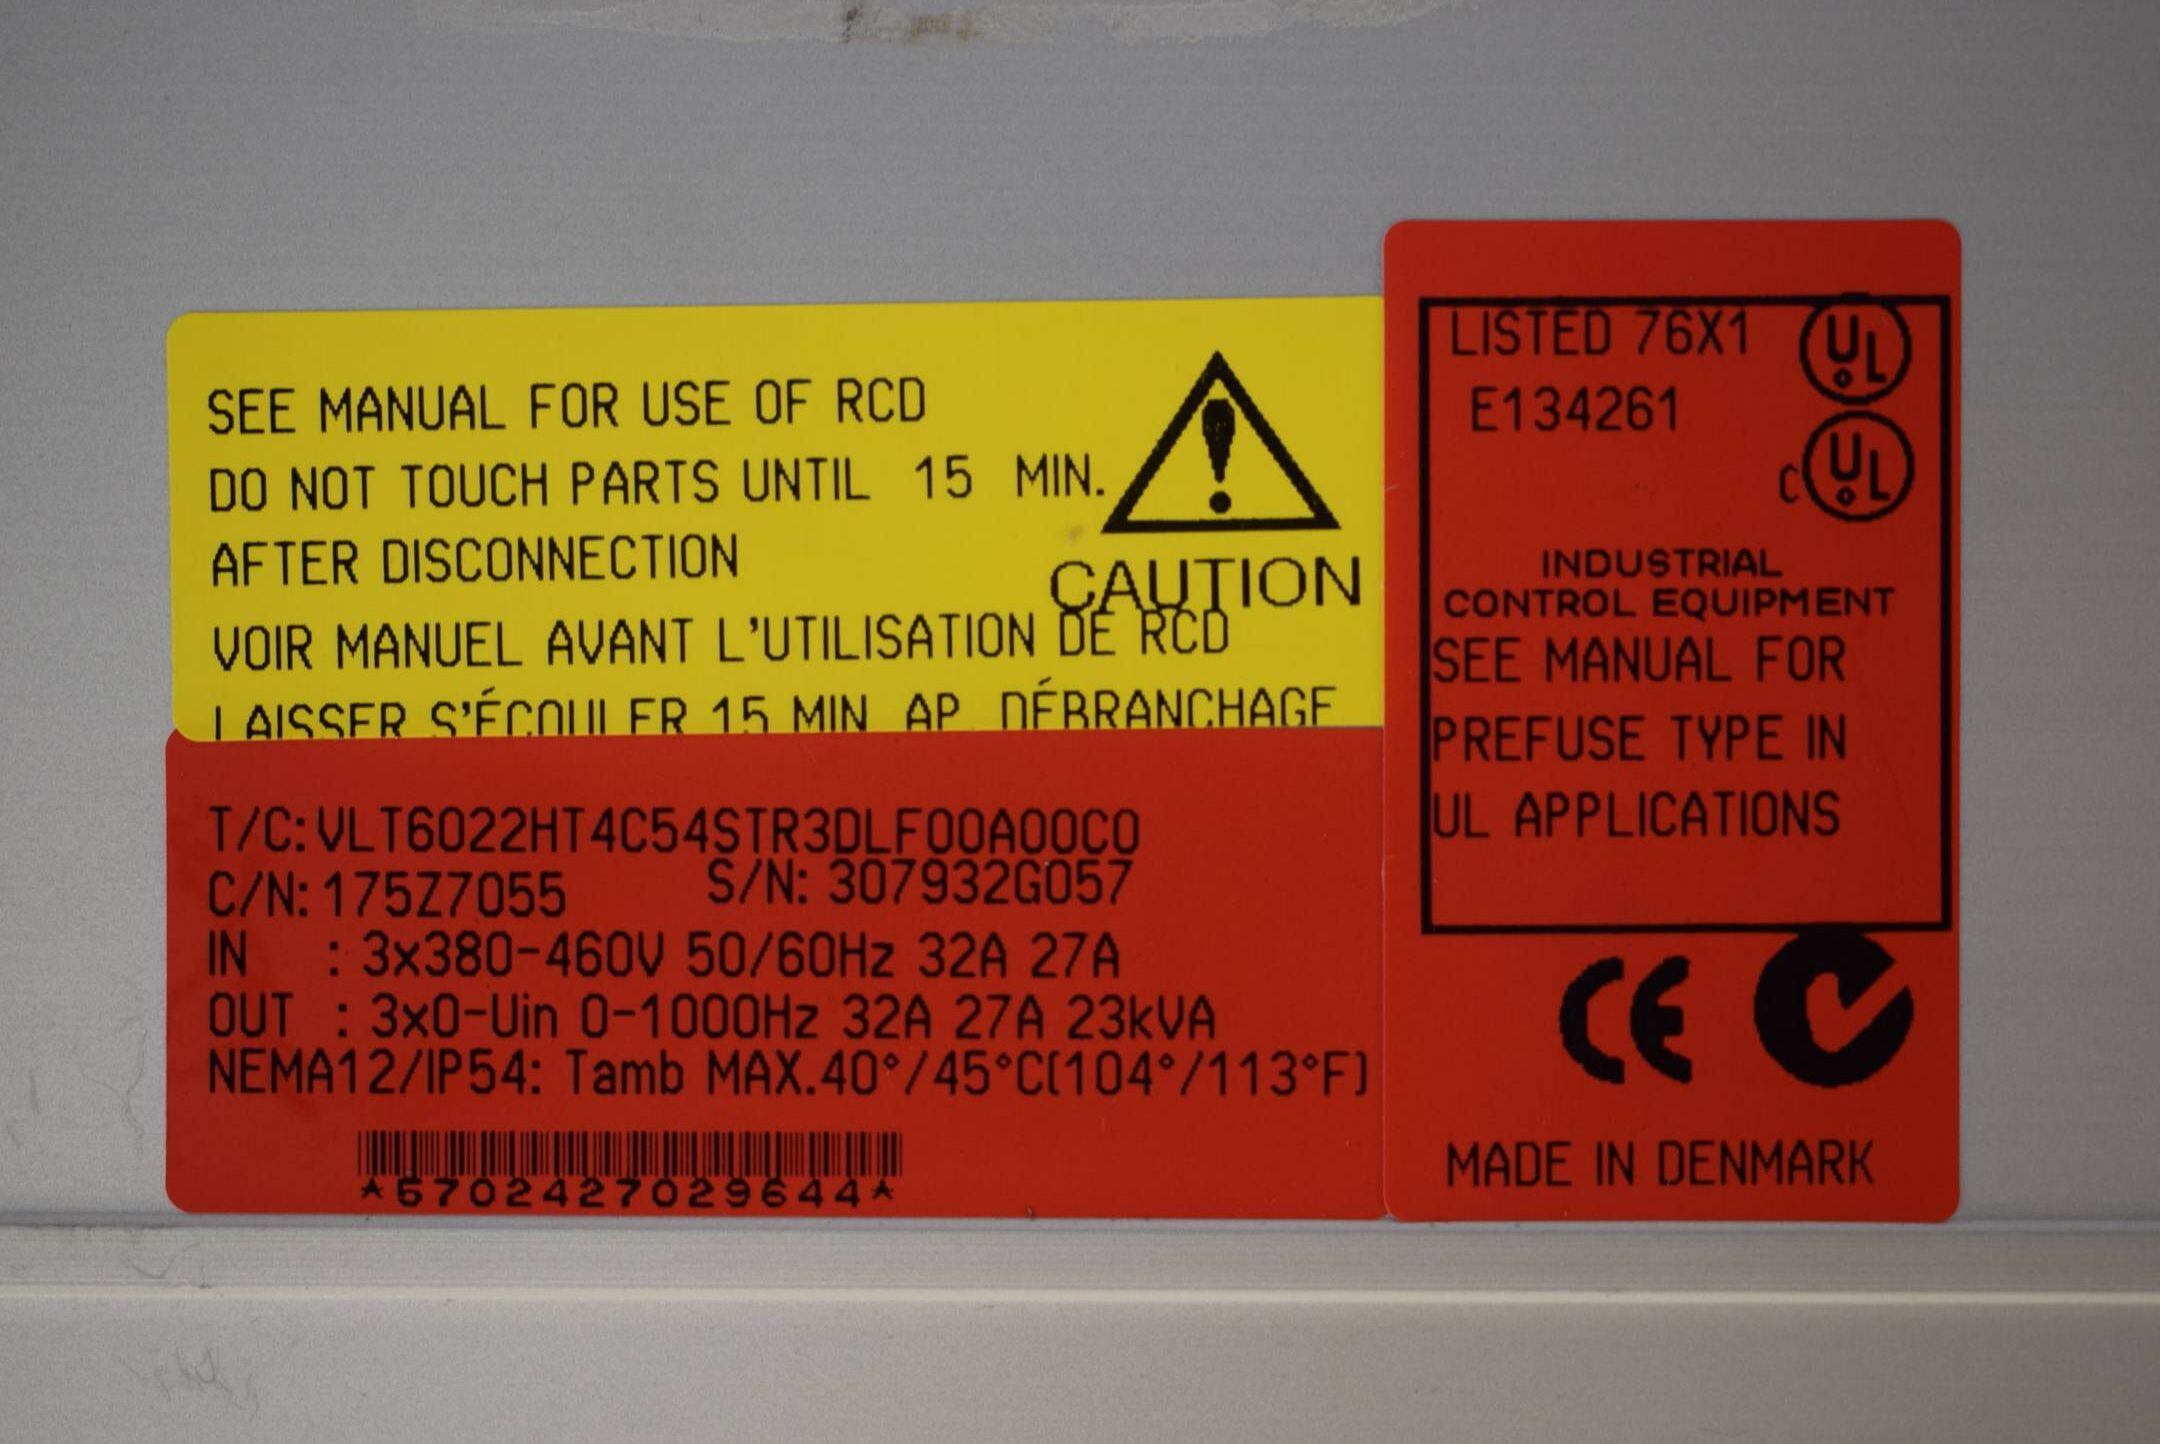 SEE MANUAL FOR USE OF RCD
DO NOT TOUCH PARTS UNTIL 15 MIN.
AFTER DISCONNECTION
CAUTION
VOIR MANUEL AVANT L'UTILISATION DE RCD
LAISSER S'ÉCOULER 15 MIN AP. DÉBRANCHAGE
T/C: VLT6022HT4C54STR3DLF00A00C0
C/N: 175Z7055 S/N: 307932G057
IN : 3x380-460V 50/60Hz 32A 27A
OUT : 3x0-Uin 0-1000Hz 32A 27A 23kVA
NEMA12/IP54: Tamb MAX.40°/45°C(104°/113°F)
*5702427029644*
LISTED 76X1 UL
E134261
C UL
INDUSTRIAL
CONTROL EQUIPMENT
SEE MANUAL FOR
PREFUSE TYPE IN
UL APPLICATIONS
CE
MADE IN DENMARK